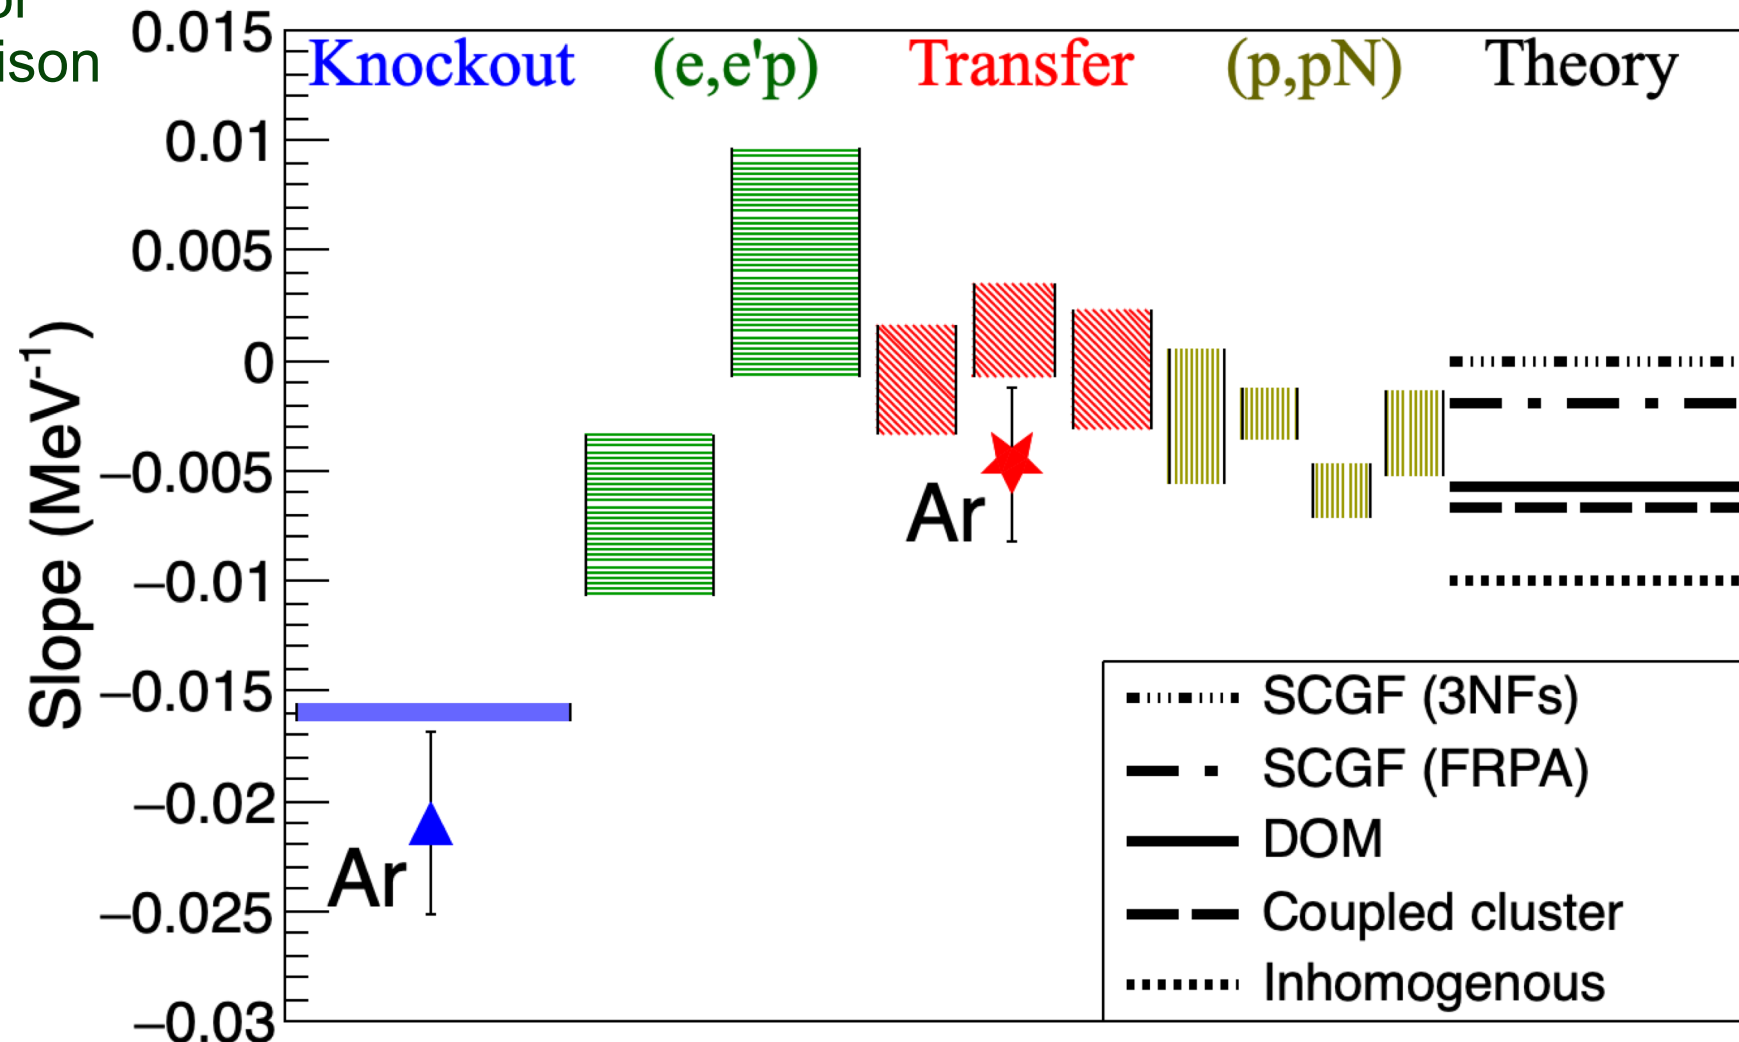 ison
Knockout (e,e'p) Transfer (p,pN) Theory
0.015
0.01
0.005
0
−0.005
−0.01
−0.015
−0.02
−0.025
−0.03
Slope (MeV⁻¹)
Ar
Ar
SCGF (3NFs)
SCGF (FRPA)
DOM
Coupled cluster
Inhomogenous